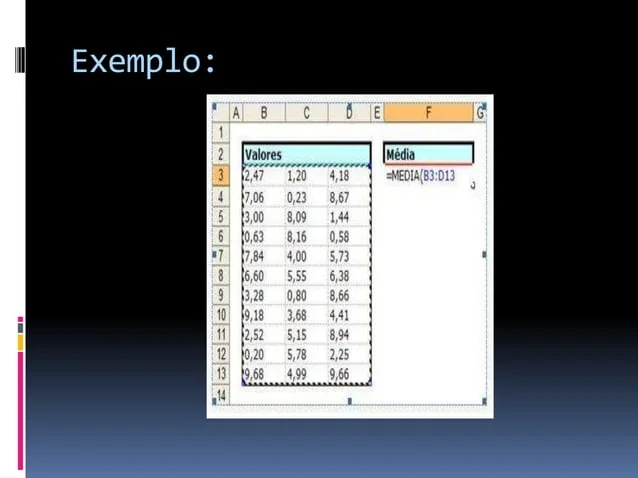 Exemplo:
A B C D E F G
1
2 Valores Média
3 2,47 1,20 4,18 =MEDIA(B3:D13
4 7,06 0,23 8,67
5 3,00 8,09 1,44
6 0,63 8,16 0,58
7 7,84 4,00 5,73
8 6,60 5,55 6,38
9 3,28 0,80 8,66
10 9,18 3,68 4,41
11 2,52 5,15 8,94
12 0,20 5,78 2,25
13 9,68 4,99 9,66
14